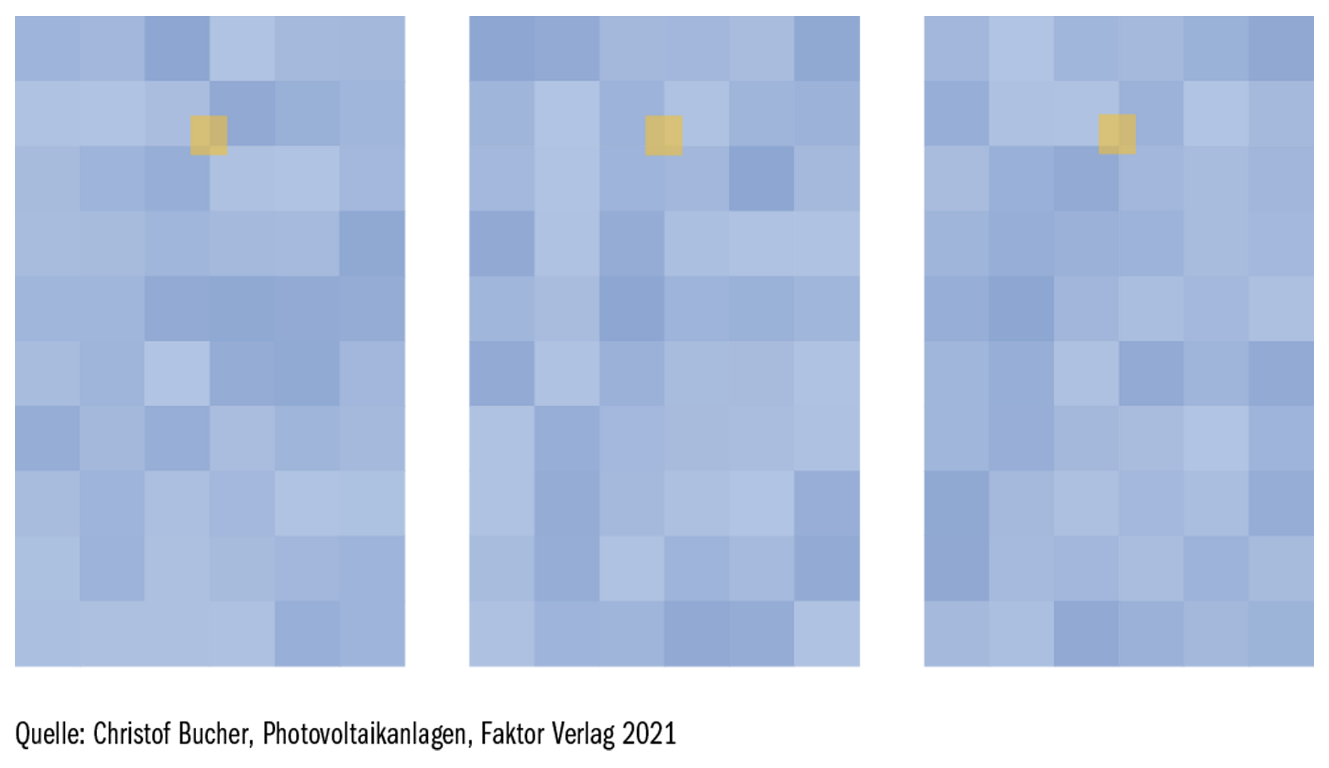 Quelle: Christof Bucher, Photovoltaikanlagen, Faktor Verlag 2021